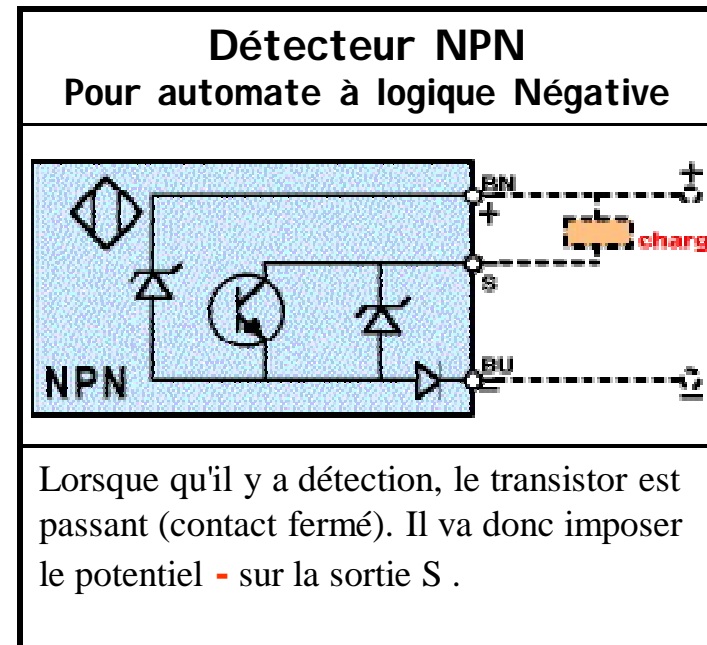 Détecteur NPN
Pour automate à logique Négative
BN
+
+
charg
S
NPN
BU
-
-
Lorsque qu'il y a détection, le transistor est
passant (contact fermé). Il va donc imposer
le potentiel - sur la sortie S .